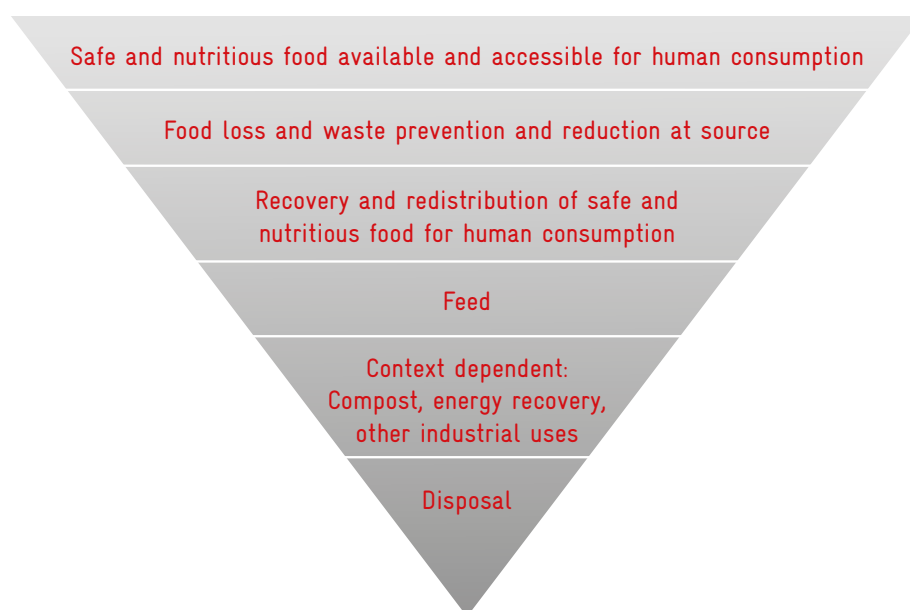 Safe and nutritious food available and accessible for human consumption
Food loss and waste prevention and reduction at source
Recovery and redistribution of safe and
nutritious food for human consumption
Feed
Context dependent:
Compost, energy recovery,
other industrial uses
Disposal